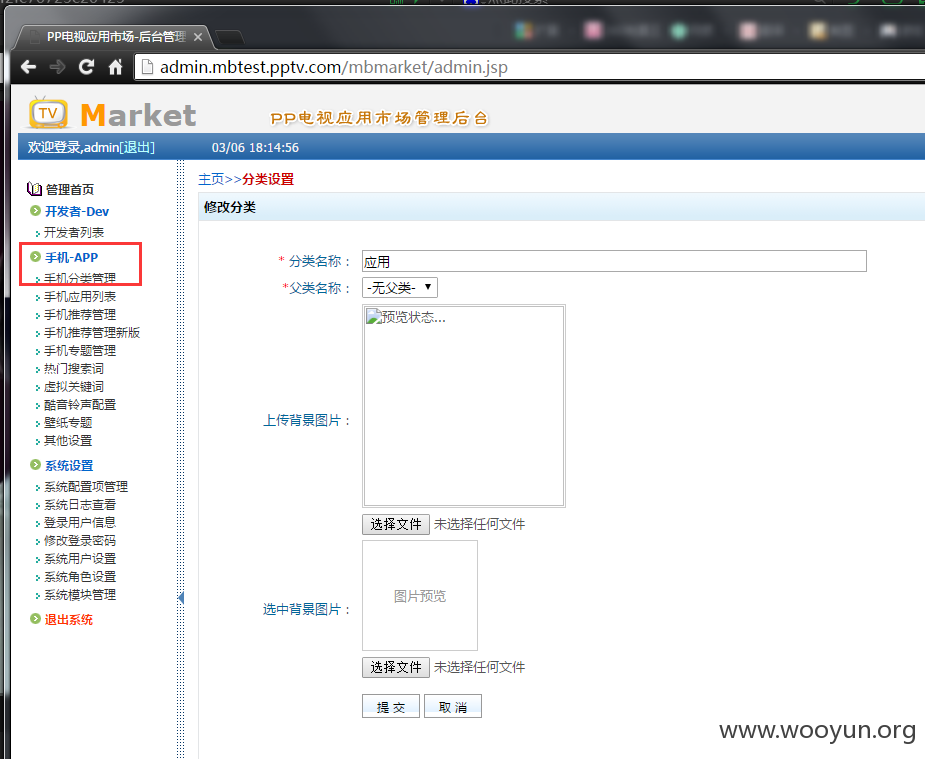 PP电视应用市场-后台管理
admin.mbtest.pptv.com/mbmarket/admin.jsp
TV Market PP电视应用市场管理后台
欢迎登录,admin[退出] 03/06 18:14:56
管理首页
开发者-Dev
开发者列表
手机-APP
手机分类管理
手机应用列表
手机推荐管理
手机推荐管理新版
手机专题管理
热门搜索词
虚拟关键词
酷音铃声配置
壁纸专题
其他设置
系统设置
系统配置项管理
系统日志查看
登录用户信息
修改登录密码
系统用户设置
系统角色设置
系统模块管理
退出系统
主页>>分类设置
修改分类
* 分类名称： 应用
*父类名称： -无父类-
预览状态...
上传背景图片：
选择文件 未选择任何文件
图片预览
选中背景图片：
选择文件 未选择任何文件
提 交 取 消
www.wooyun.org